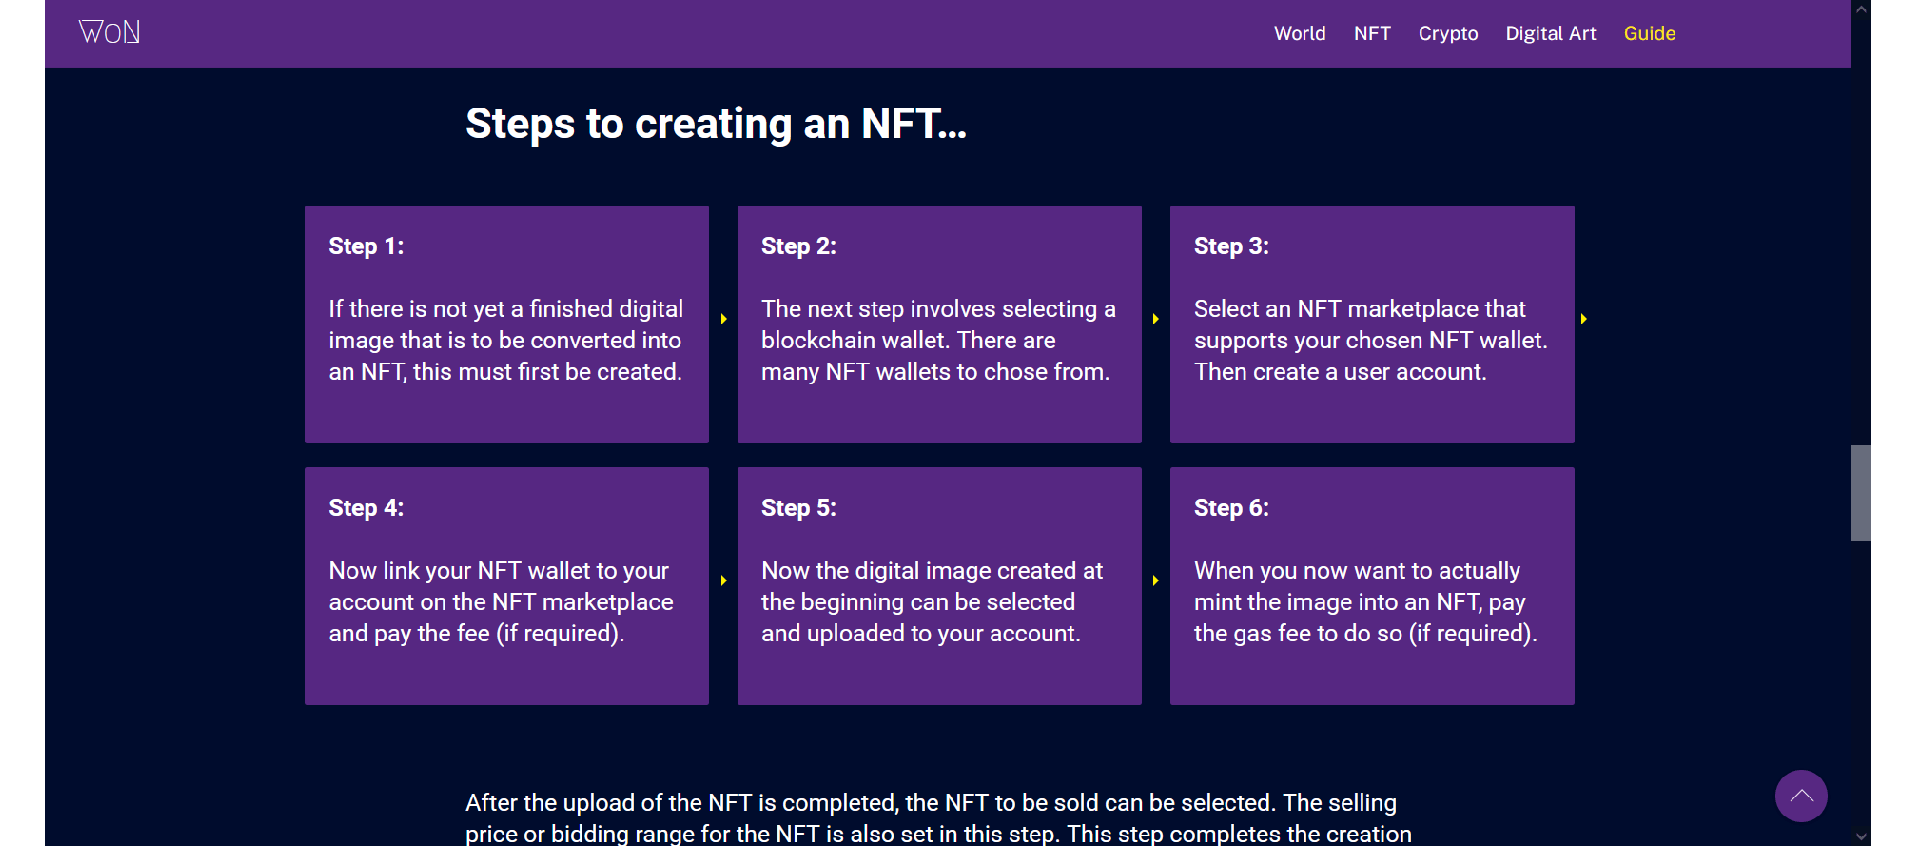 WoN
World NFT Crypto Digital Art Guide
Steps to creating an NFT...
Step 1:
If there is not yet a finished digital
image that is to be converted into
an NFT, this must first be created.
Step 2:
The next step involves selecting a
blockchain wallet. There are
many NFT wallets to chose from.
Step 3:
Select an NFT marketplace that
supports your chosen NFT wallet.
Then create a user account.
Step 4:
Now link your NFT wallet to your
account on the NFT marketplace
and pay the fee (if required).
Step 5:
Now the digital image created at
the beginning can be selected
and uploaded to your account.
Step 6:
When you now want to actually
mint the image into an NFT, pay
the gas fee to do so (if required).
After the upload of the NFT is completed, the NFT to be sold can be selected. The selling
price or bidding range for the NFT is also set in this step. This step completes the creation